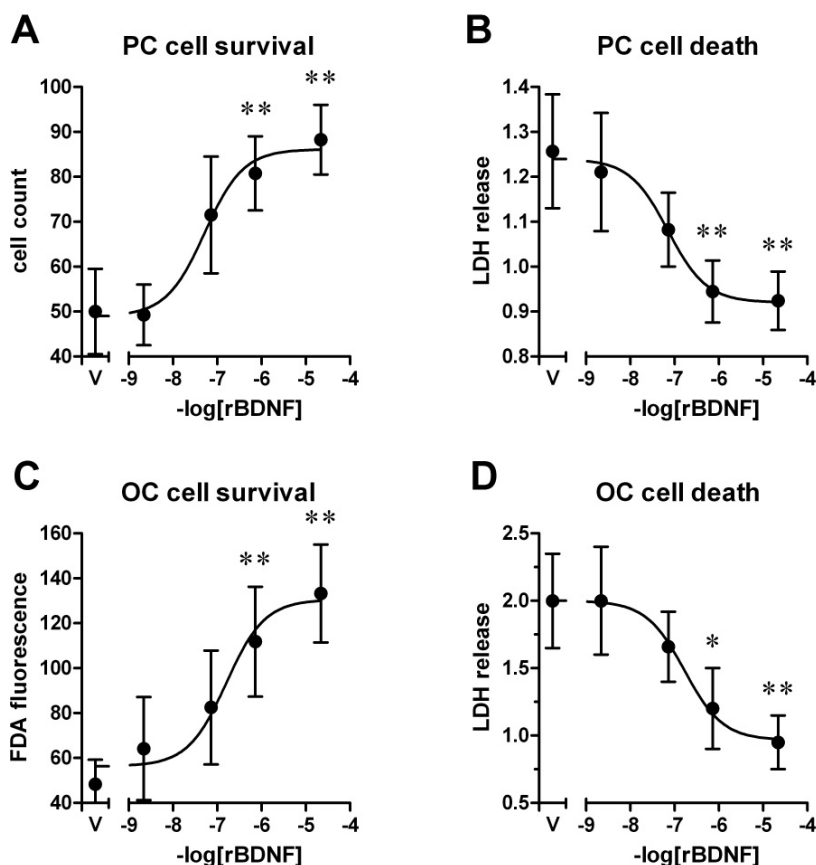 A
PC cell survival
100
90
80
70
60
50
40
cell count
** **
V -9 -8 -7 -6 -5 -4
-log[rBDNF]
B
PC cell death
1.4
1.3
1.2
1.1
1.0
0.9
0.8
LDH release
** **
V -9 -8 -7 -6 -5 -4
-log[rBDNF]
C
OC cell survival
160
140
120
100
80
60
40
FDA fluorescence
** **
V -9 -8 -7 -6 -5 -4
-log[rBDNF]
D
OC cell death
2.5
2.0
1.5
1.0
0.5
LDH release
* **
V -9 -8 -7 -6 -5 -4
-log[rBDNF]